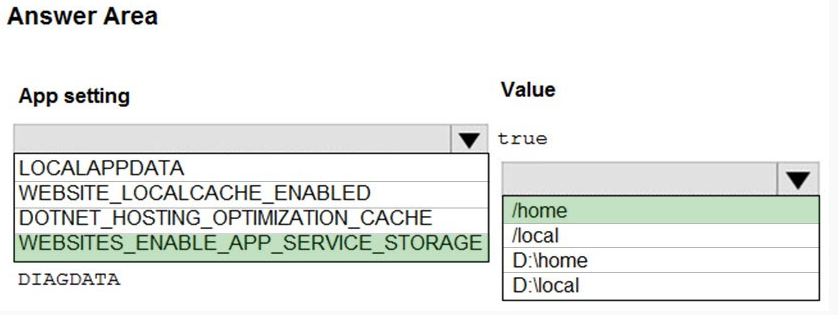 Answer Area
App setting
Value
true
LOCALAPPDATA
WEBSITE_LOCALCACHE_ENABLED
DOTNET_HOSTING_OPTIMIZATION_CACHE
WEBSITES_ENABLE_APP_SERVICE_STORAGE
DIAGDATA
/home
/local
D:\home
D:\local